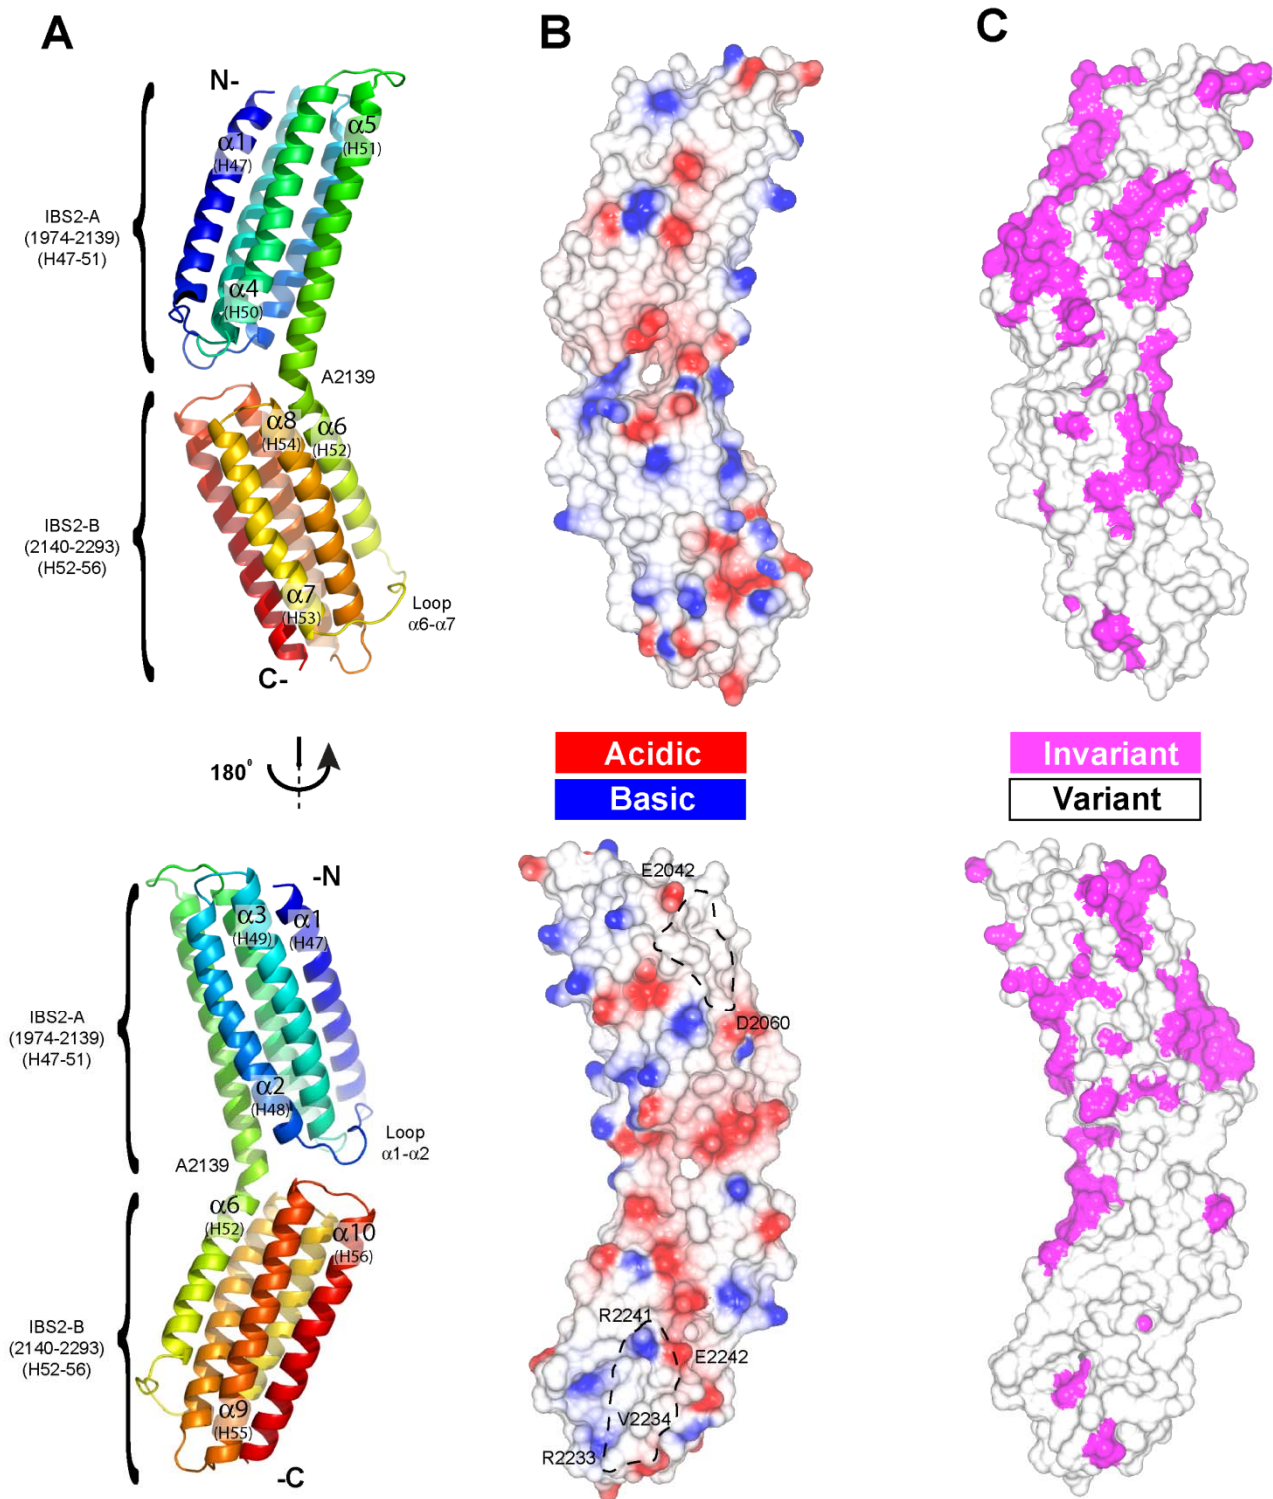 A
B
C
N-
α1
(H47)
α5
(H51)
IBS2-A
(1974-2139)
(H47-51)
α4
(H50)
A2139
α8
(H54)
α6
(H52)
IBS2-B
(2140-2293)
(H52-56)
α7
(H53)
Loop
α6-α7
C-
180°
Acidic
Basic
Invariant
Variant
-N
α3
(H49)
α1
(H47)
IBS2-A
(1974-2139)
(H47-51)
α2
(H48)
Loop
α1-α2
A2139
α6
(H52)
α10
(H56)
IBS2-B
(2140-2293)
(H52-56)
α9
(H55)
-C
E2042
D2060
R2241
E2242
V2234
R2233